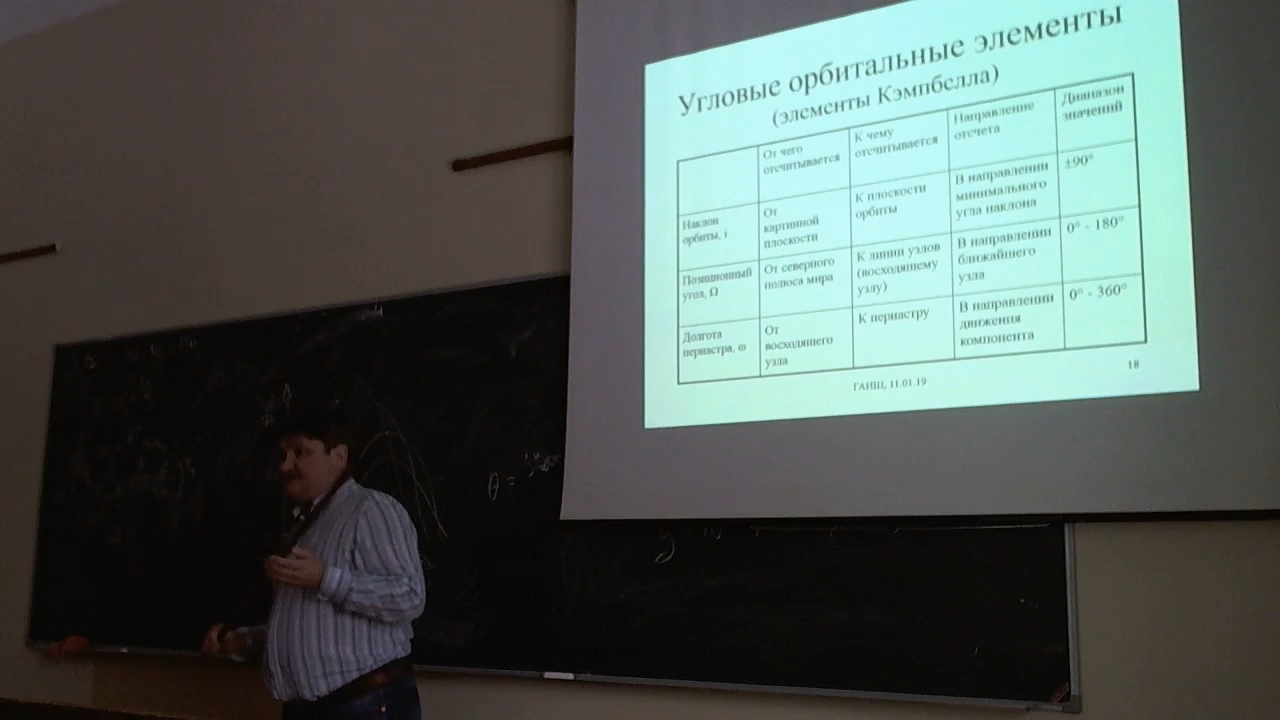 Угловые орбитальные элементы
(элементы Кэмпбелла)
От чего
отсчитывается
К чему
отсчитывается
Направление
отсчета
Диапазон
значений
Наклон
орбиты, i
От
картинной
плоскости
К плоскости
орбиты
В направлении
минимального
угла наклона
±90°
Позиционный
угол, Ω
От северного
полюса мира
К линии узлов
(восходящему
узлу)
В направлении
ближайшего
узла
0° - 180°
Долгота
периастра, ω
От
восходящего
узла
К периастру
В направлении
движения
компонента
0° - 360°
ГАИШ, 11.01.19
18
θ =